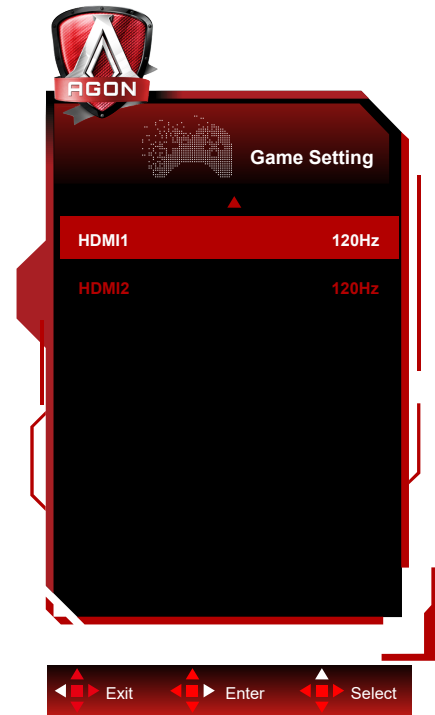 AGON
Game Setting
HDMI1 120Hz
HDMI2 120Hz
Exit Enter Select